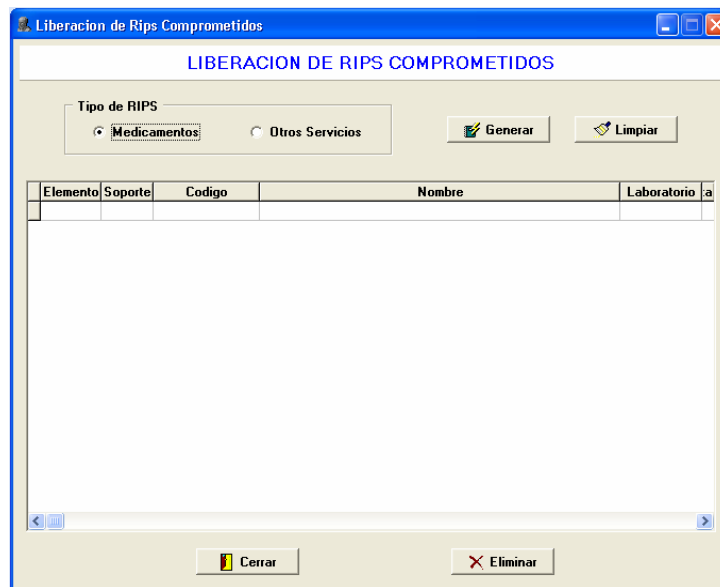 Liberacion de Rips Comprometidos
LIBERACION DE RIPS COMPROMETIDOS
Tipo de RIPS
Medicamentos Otros Servicios Generar Limpiar
Elemento Soporte Codigo Nombre Laboratorio
Cerrar Eliminar